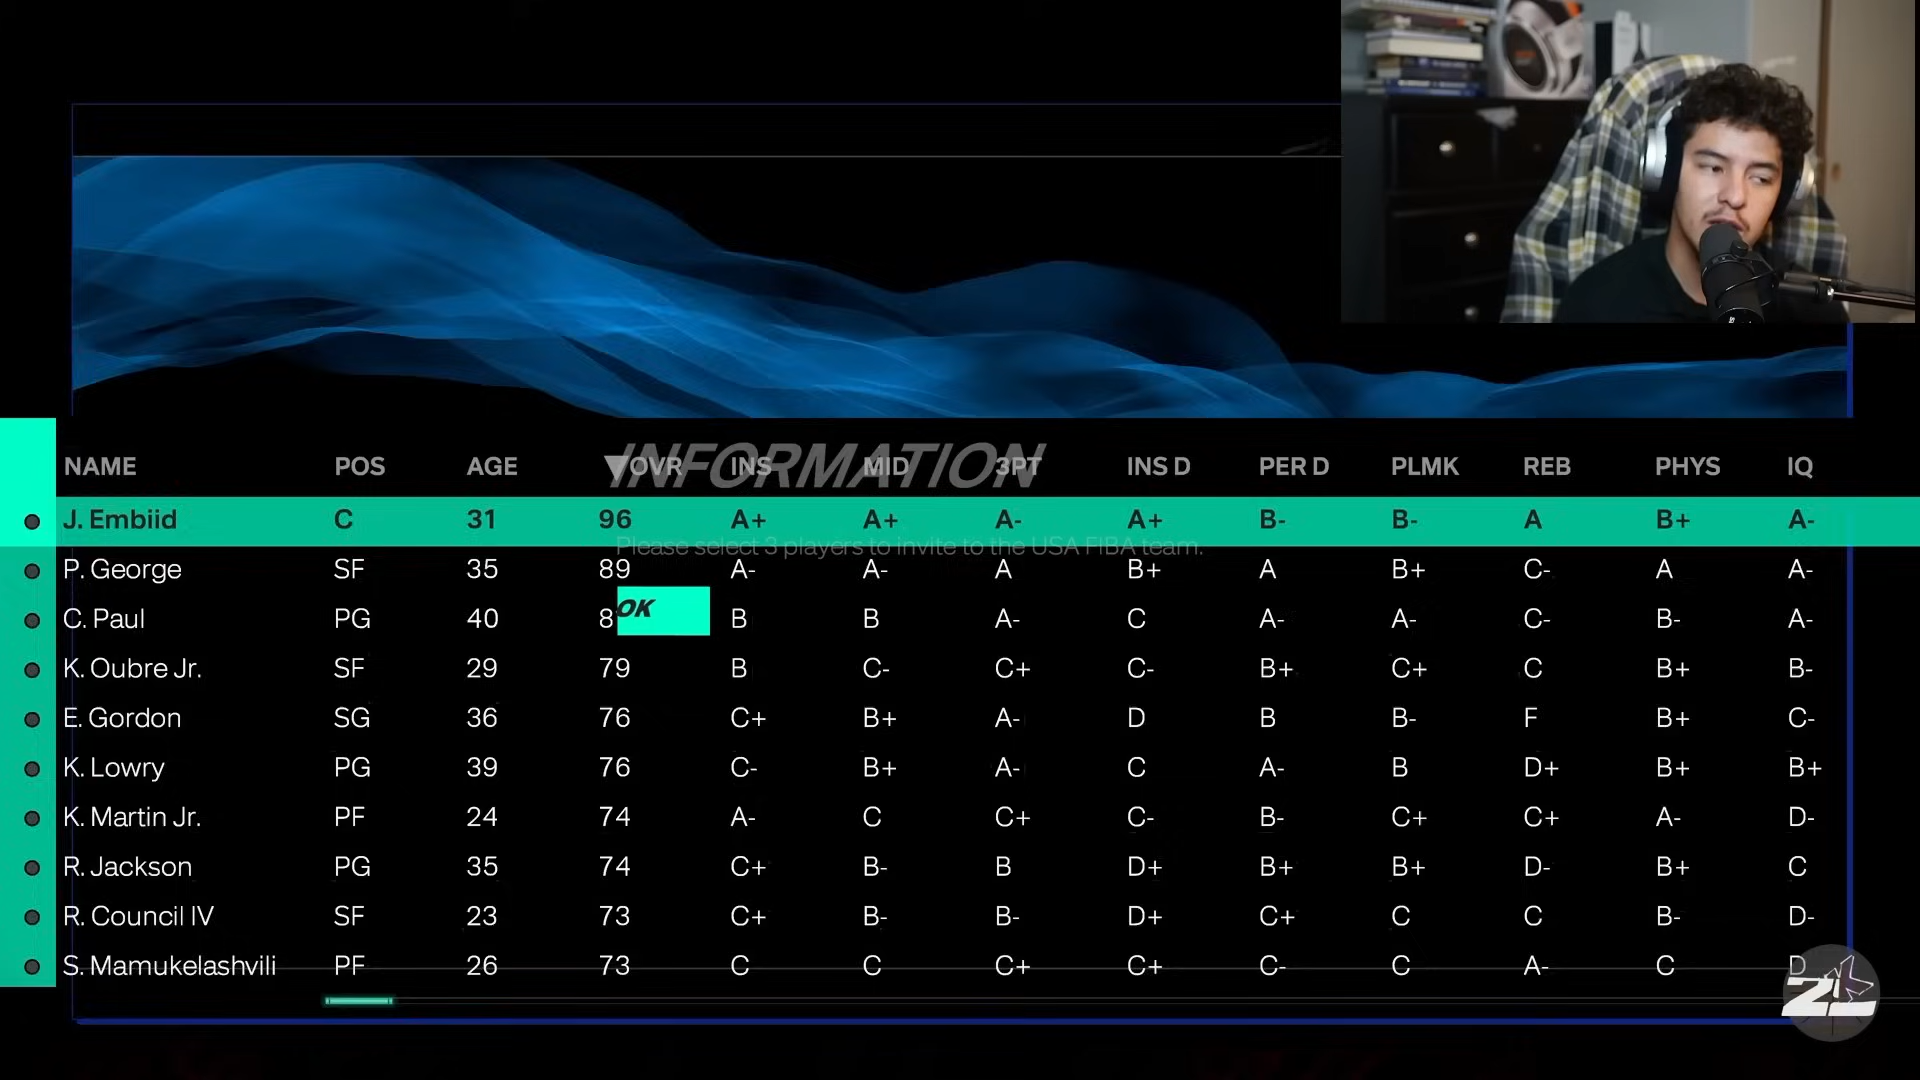 INFORMATION
NAME POS AGE ▼OVR INS MID 3PT INS D PER D PLMK REB PHYS IQ
J. Embiid C 31 96 A+ A+ A- A+ B- B- A B+ A-
Please select 3 players to invite to the USA FIBA team.
P. George SF 35 89 A- A- A B+ A B+ C- A A-
OK
C. Paul PG 40 8 B B A- C A- A- C- B- A-
K. Oubre Jr. SF 29 79 B C- C+ C- B+ C+ C B+ B-
E. Gordon SG 36 76 C+ B+ A- D B B- F B+ C-
K. Lowry PG 39 76 C- B+ A- C A- B D+ B+ B+
K. Martin Jr. PF 24 74 A- C C+ C- B- C+ C+ A- D-
R. Jackson PG 35 74 C+ B- B D+ B+ B+ D- B+ C
R. Council IV SF 23 73 C+ B- B- D+ C+ C C B- D-
S. Mamukelashvili PF 26 73 C C C+ C+ C- C A- C D